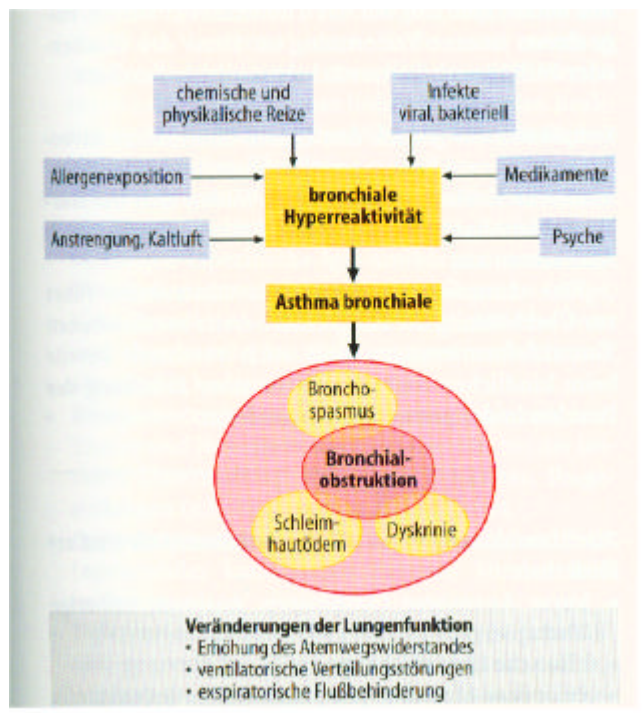 chemische und
physikalische Reize
Infekte
viral, bakteriell
Allergenexposition
Medikamente
bronchiale
Hyperreaktivität
Anstrengung, Kaltluft
Psyche
Asthma bronchiale
Broncho-
spasmus
Bronchial-
obstruktion
Schleim-
hautödem
Dyskrinie
Veränderungen der Lungenfunktion
• Erhöhung des Atemwegswiderstandes
• ventilatorische Verteilungsstörungen
• exspiratorische Flußbehinderung